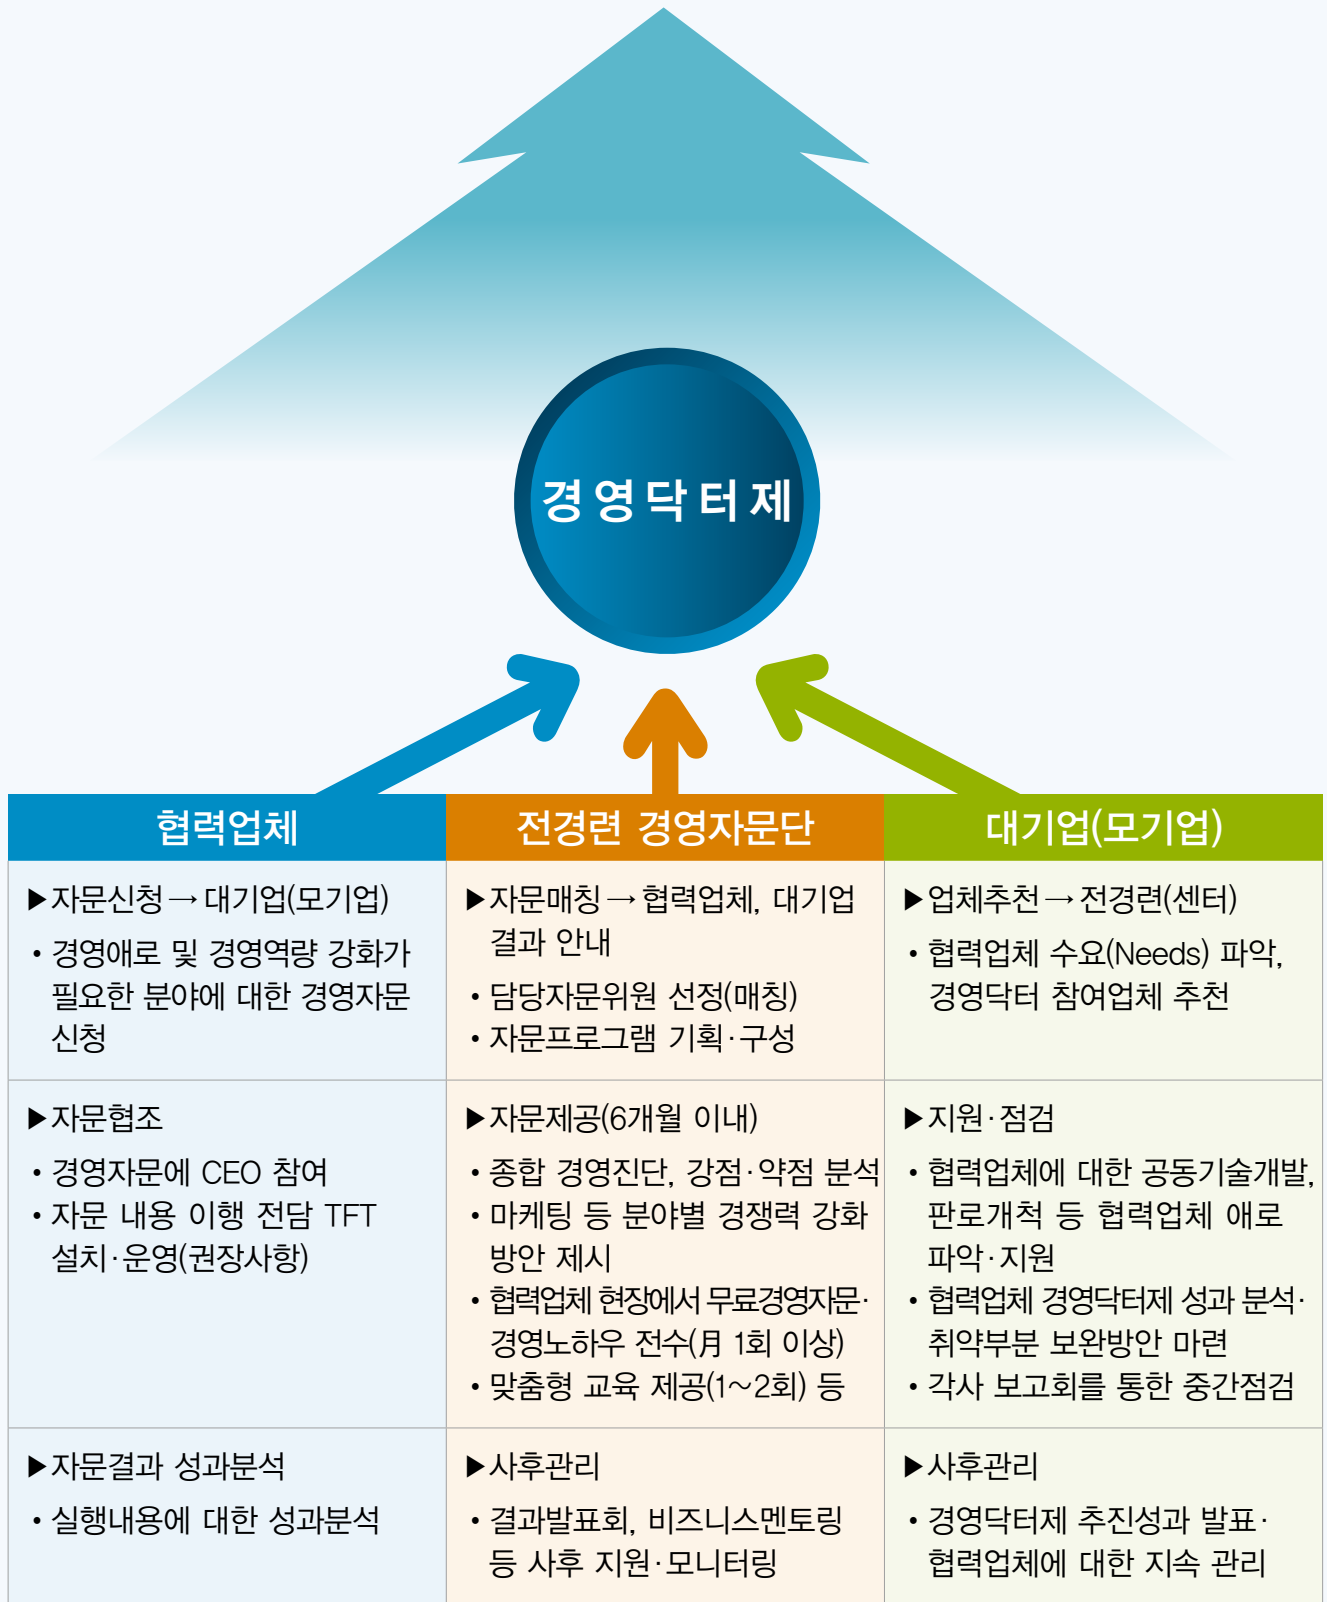 경영닥터제
협력업체
▶자문신청→대기업(모기업)
• 경영애로 및 경영역량 강화가
필요한 분야에 대한 경영자문
신청
▶자문협조
• 경영자문에 CEO 참여
• 자문 내용 이행 전담 TFT
설치·운영(권장사항)
▶자문결과 성과분석
• 실행내용에 대한 성과분석
전경련 경영자문단
▶자문매칭→협력업체, 대기업
결과 안내
• 담당자문위원 선정(매칭)
• 자문프로그램 기획·구성
▶자문제공(6개월 이내)
• 종합 경영진단, 강점·약점 분석
• 마케팅 등 분야별 경쟁력 강화
방안 제시
• 협력업체 현장에서 무료경영자문·
경영노하우 전수(月 1회 이상)
• 맞춤형 교육 제공(1~2회) 등
▶사후관리
• 결과발표회, 비즈니스멘토링
등 사후 지원·모니터링
대기업(모기업)
▶업체추천→전경련(센터)
• 협력업체 수요(Needs) 파악,
경영닥터 참여업체 추천
▶지원·점검
• 협력업체에 대한 공동기술개발,
판로개척 등 협력업체 애로
파악·지원
• 협력업체 경영닥터제 성과 분석·
취약부분 보완방안 마련
• 각사 보고회를 통한 중간점검
▶사후관리
• 경영닥터제 추진성과 발표·
협력업체에 대한 지속 관리